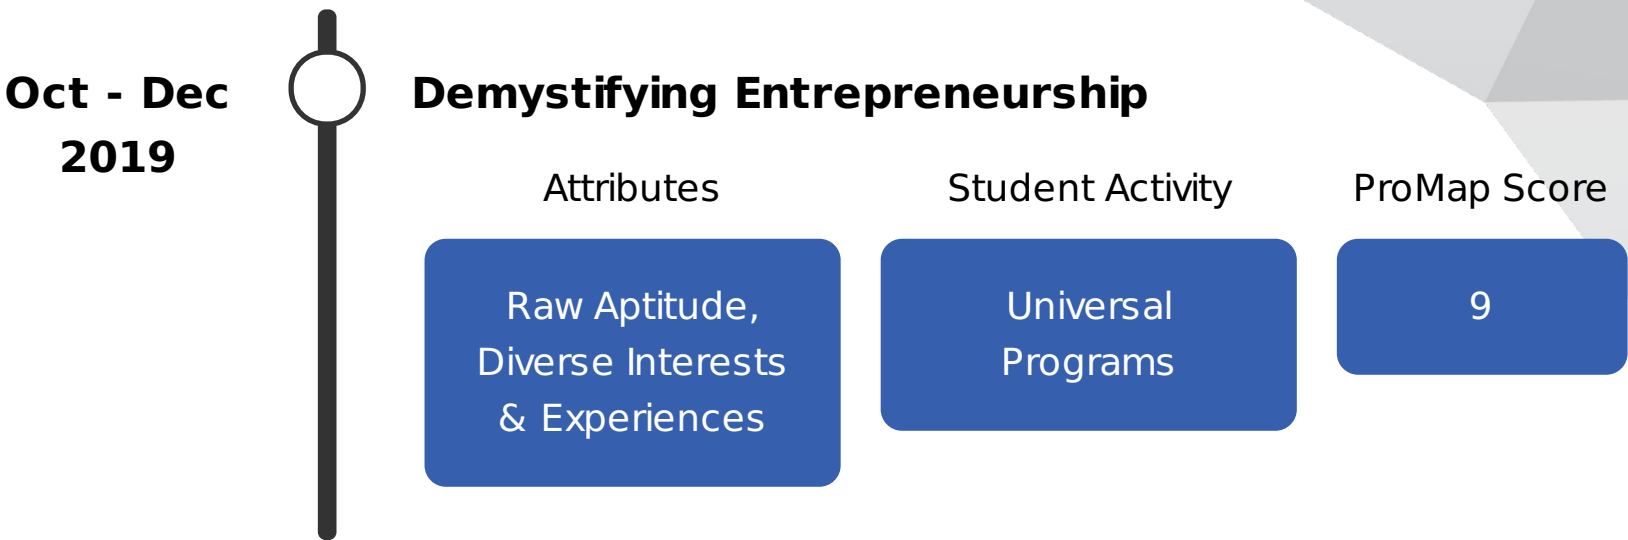 Oct - Dec
2019
Demystifying Entrepreneurship
Attributes
Student Activity
ProMap Score
Raw Aptitude,
Diverse Interests
& Experiences
Universal
Programs
9